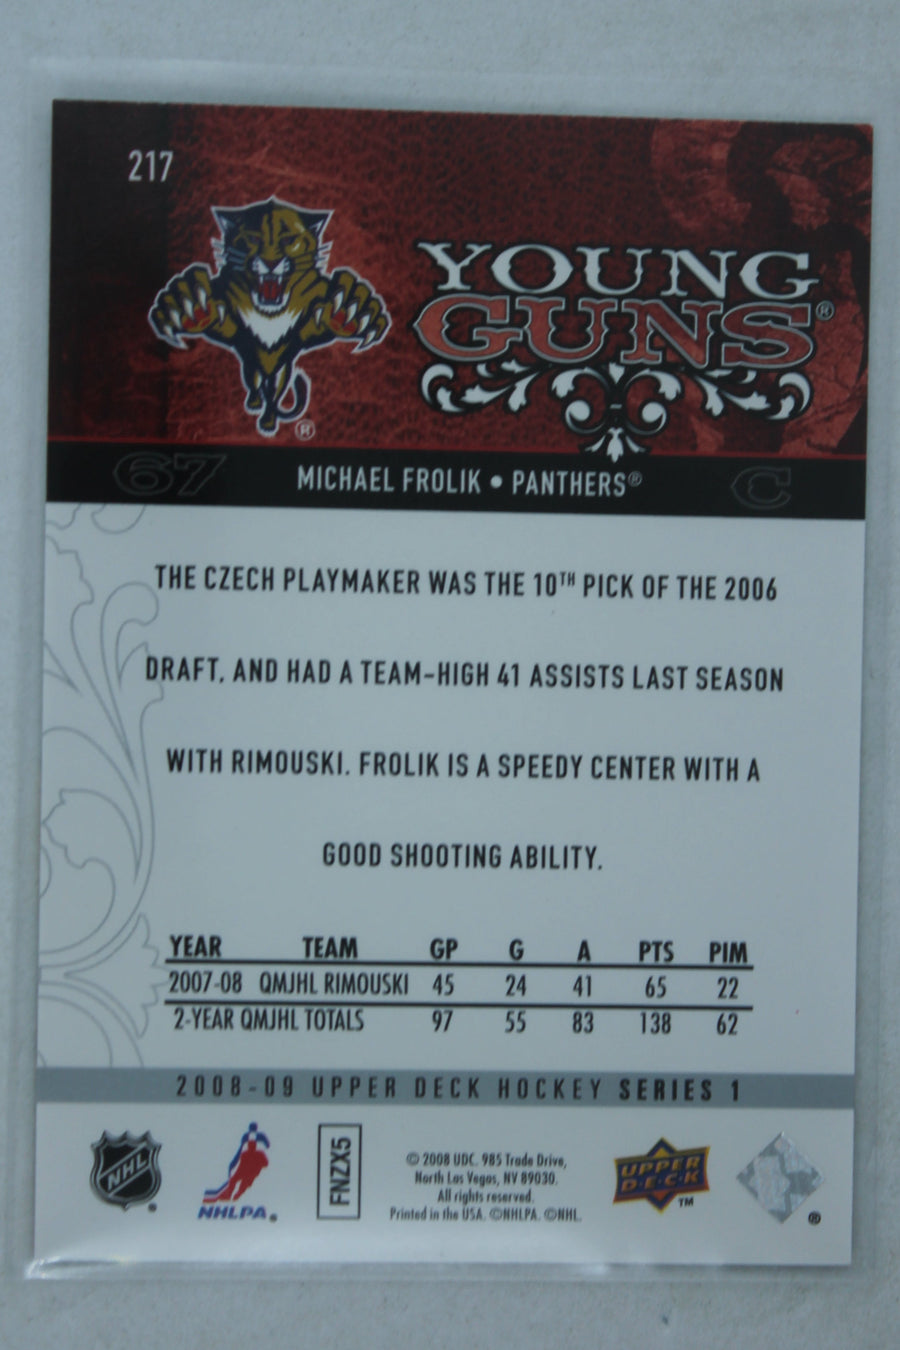 217
YOUNG
GUNS®
®
67 MICHAEL FROLIK • PANTHERS® C
THE CZECH PLAYMAKER WAS THE 10TH PICK OF THE 2006
DRAFT, AND HAD A TEAM-HIGH 41 ASSISTS LAST SEASON
WITH RIMOUSKI. FROLIK IS A SPEEDY CENTER WITH A
GOOD SHOOTING ABILITY.
YEAR TEAM GP G A PTS PIM
2007-08 QMJHL RIMOUSKI 45 24 41 65 22
2-YEAR QMJHL TOTALS 97 55 83 138 62
2008-09 UPPER DECK HOCKEY SERIES 1
NHL ®
NHLPA®
FNZX5
© 2008 UDC. 985 Trade Drive,
North Las Vegas, NV 89030.
All rights reserved.
Printed in the USA. ©NHLPA. ©NHL.
UPPER
DECK
TM
®